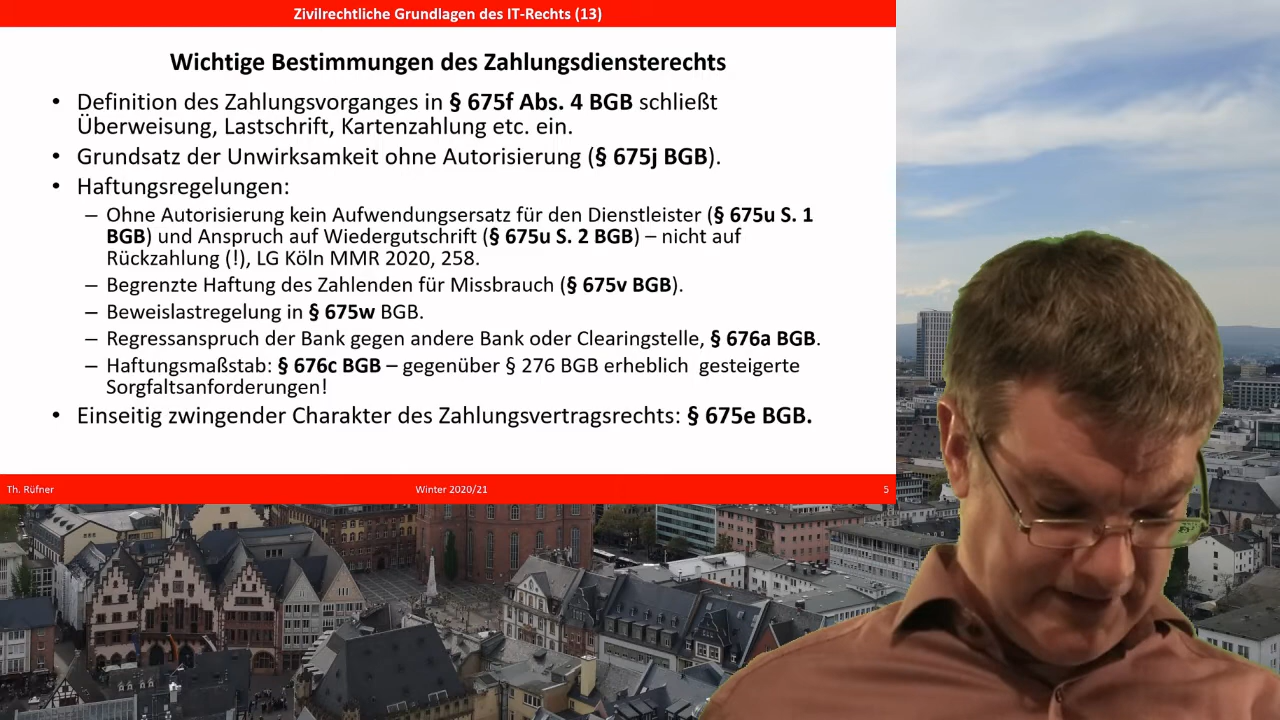 Zivilrechtliche Grundlagen des IT-Rechts (13)
Wichtige Bestimmungen des Zahlungsdiensterechts
• Definition des Zahlungsvorganges in § 675f Abs. 4 BGB schließt
Überweisung, Lastschrift, Kartenzahlung etc. ein.
• Grundsatz der Unwirksamkeit ohne Autorisierung (§ 675j BGB).
• Haftungsregelungen:
– Ohne Autorisierung kein Aufwendungsersatz für den Dienstleister (§ 675u S. 1
BGB) und Anspruch auf Wiedergutschrift (§ 675u S. 2 BGB) – nicht auf
Rückzahlung (!), LG Köln MMR 2020, 258.
– Begrenzte Haftung des Zahlenden für Missbrauch (§ 675v BGB).
– Beweislastregelung in § 675w BGB.
– Regressanspruch der Bank gegen andere Bank oder Clearingstelle, § 676a BGB.
– Haftungsmaßstab: § 676c BGB – gegenüber § 276 BGB erheblich gesteigerte
Sorgfaltsanforderungen!
• Einseitig zwingender Charakter des Zahlungsvertragsrechts: § 675e BGB.
Th. Rüfner
Winter 2020/21
5